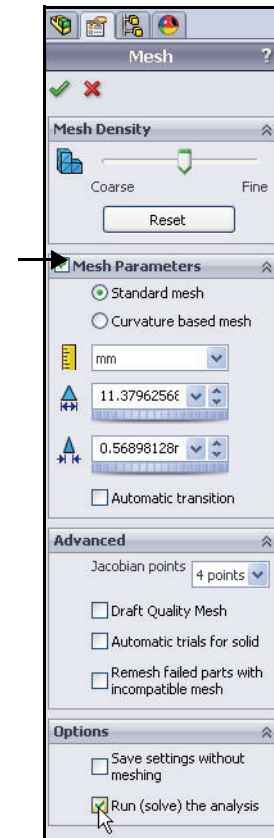 Mesh ?
Mesh Density
Coarse Fine
Reset
Mesh Parameters
Standard mesh
Curvature based mesh
mm
11.3796256
0.56898128
Automatic transition
Advanced
Jacobian points 4 points
Draft Quality Mesh
Automatic trials for solid
Remesh failed parts with
incompatible mesh
Options
Save settings without
meshing
Run (solve) the analysis